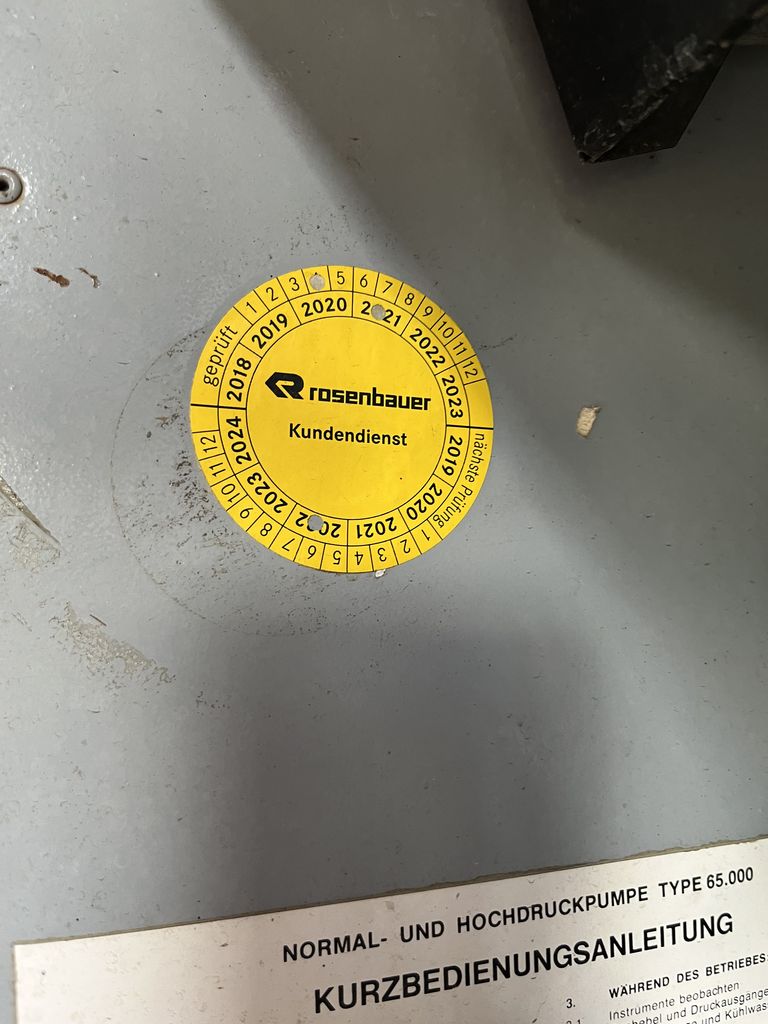 geprüft 1 2 3 5 6 7 8 9 10 11 12
2018 2019 2020 2021 2022 2023
rosenbauer
Kundendienst
2019 2020 2021 2022 2023 2024
nächste Prüfung 1 2 3 4 5 6 7 8 9 10 11 12
NORMAL- UND HOCHDRUCKPUMPE TYPE 65.000
KURZBEDIENUNGSANLEITUNG
3. WÄHREND DES BETRIEBES:
Instrumente beobachten
und Druckausgänge